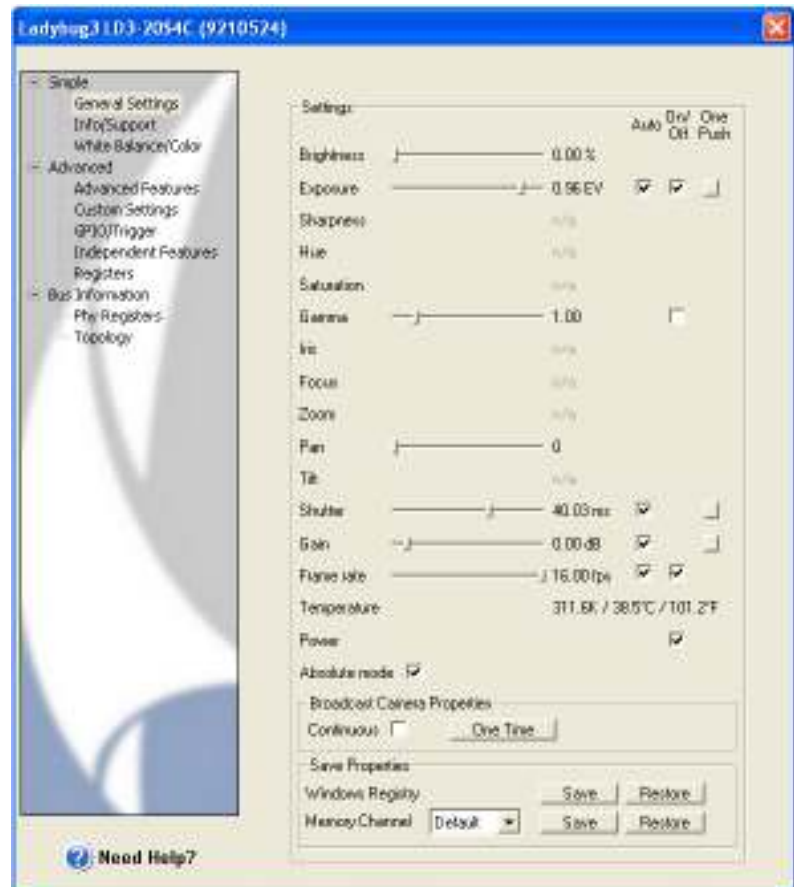 Ladybug3 LD3-20S4C (9210524)
Simple
General Settings
Info/Support
White Balance/Color
Advanced
Advanced Features
Custom Settings
GPIO/Trigger
Independent Features
Registers
Bus Information
Phy Registers
Topology
Need Help?
Settings
Auto On/Off One Push
Brightness 0.00 %
Exposure 0.96 EV
Sharpness n/a
Hue n/a
Saturation n/a
Gamma 1.00
Iris n/a
Focus n/a
Zoom n/a
Pan 0
Tilt n/a
Shutter 40.03 ms
Gain 0.00 dB
Frame rate 16.00 fps
Temperature 311.6K / 38.5°C / 101.2°F
Power
Absolute mode
Broadcast Camera Properties
Continuous One Time
Save Properties
Windows Registry Save Restore
Memory Channel Default Save Restore